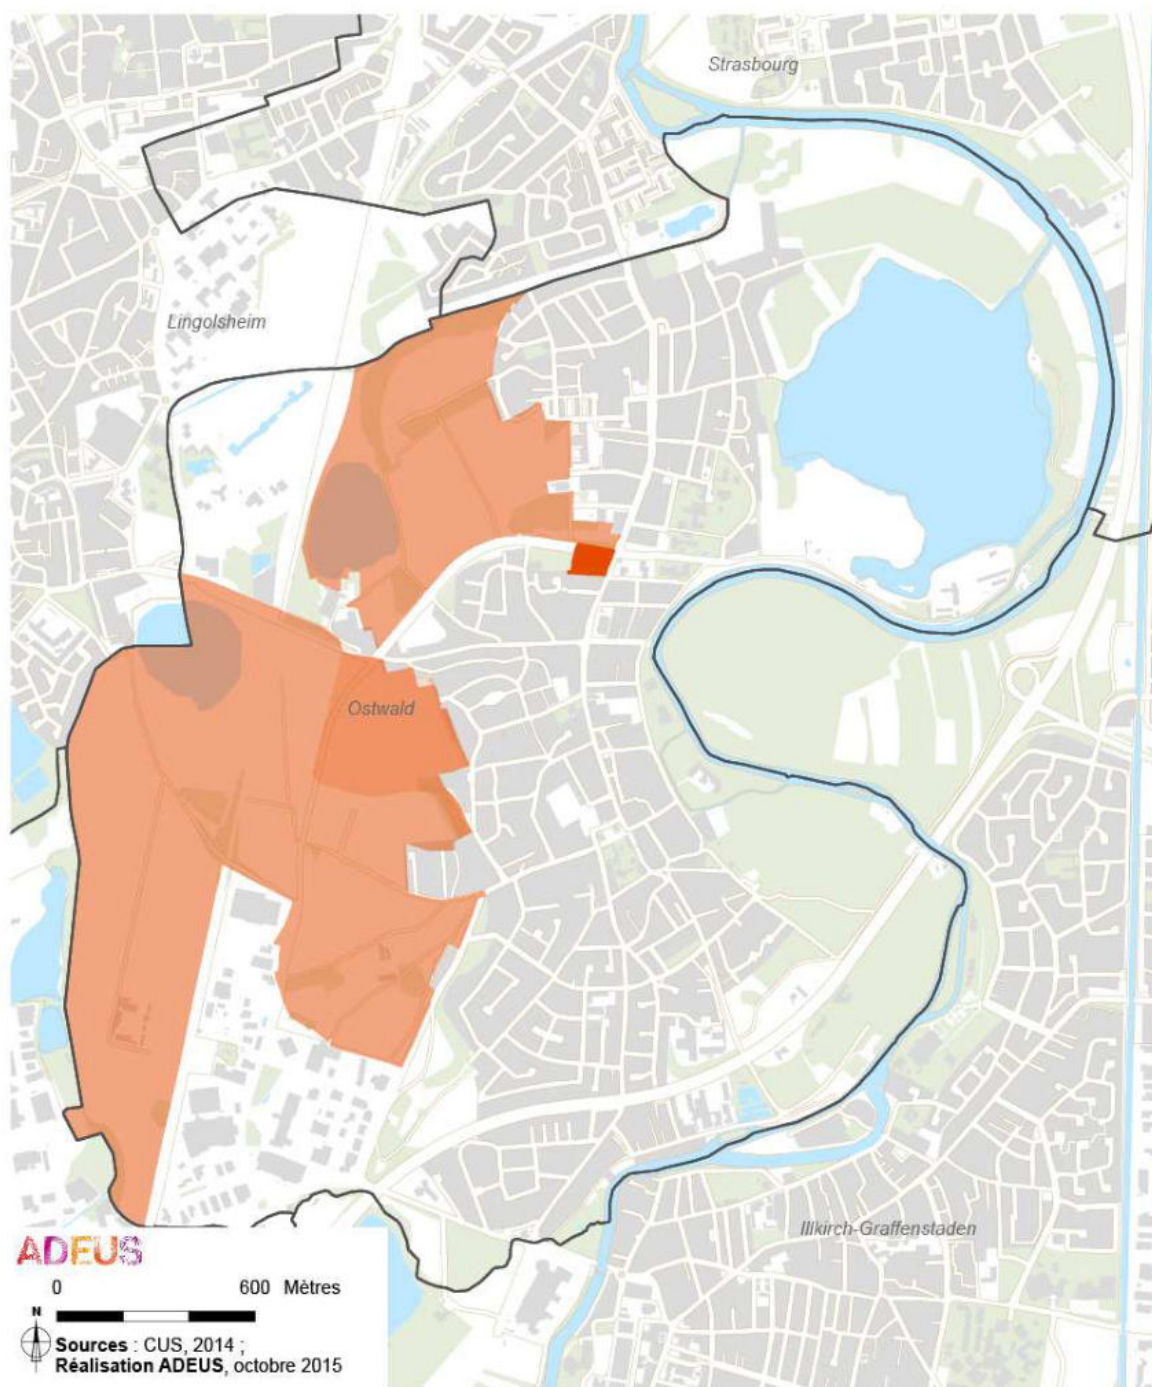 Strasbourg
Lingolsheim
Ostwald
Illkirch-Graffenstaden
ADEUS
0 600 Mètres
N
Sources : CUS, 2014 ;
Réalisation ADEUS, octobre 2015